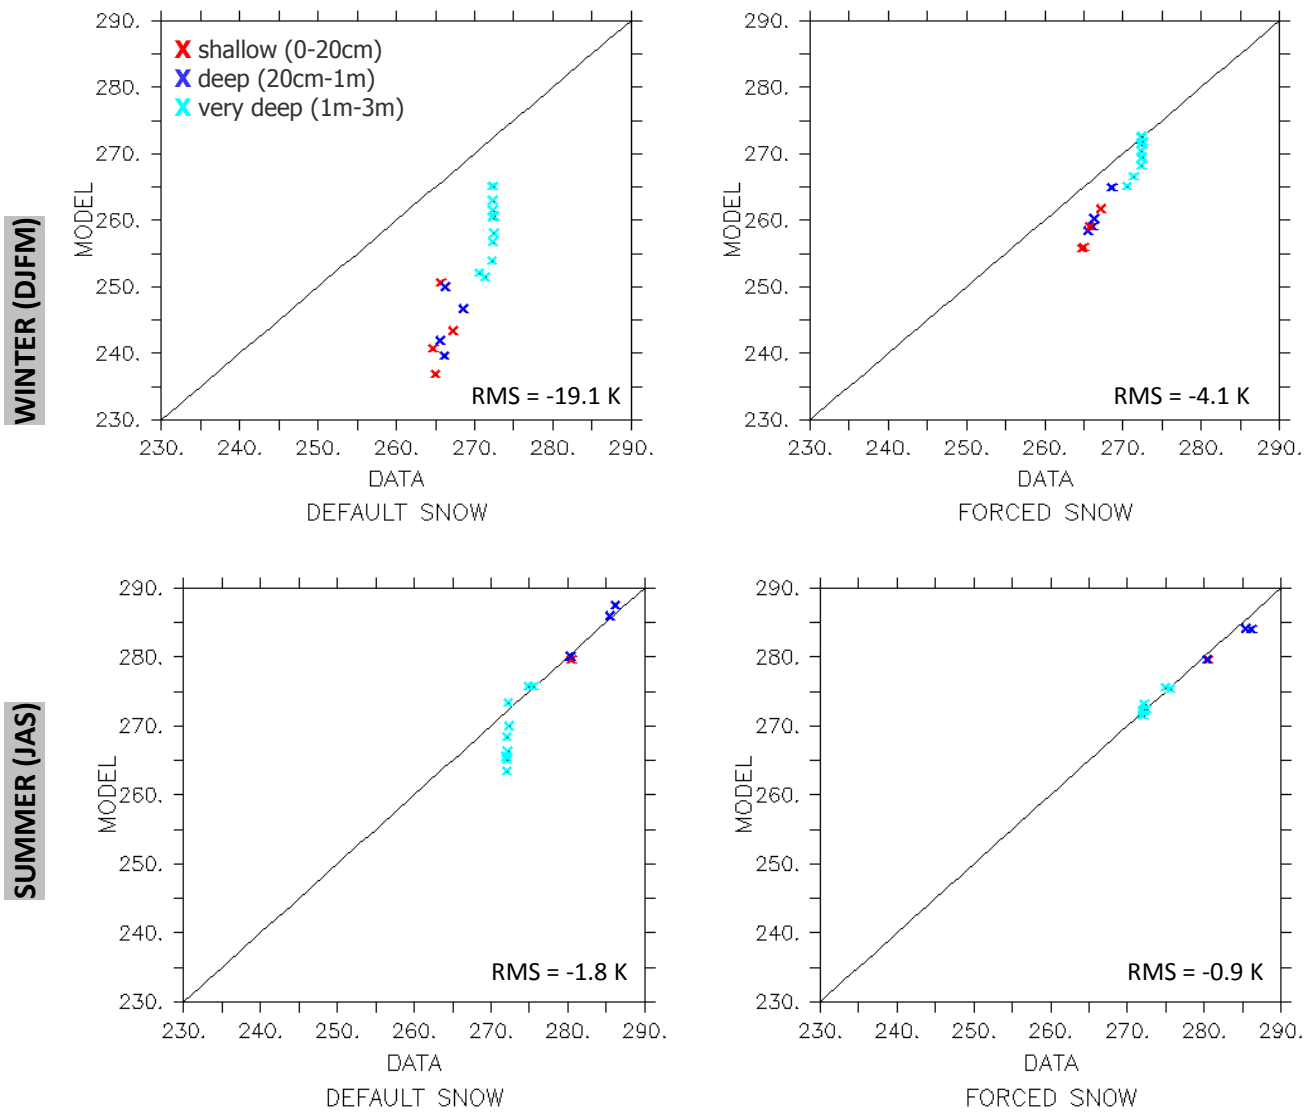 WINTER (DJFM)
290.
280.
270.
260.
250.
240.
230.
MODEL
X shallow (0-20cm)
X deep (20cm-1m)
X very deep (1m-3m)
RMS = -19.1 K
230. 240. 250. 260. 270. 280. 290.
DATA
DEFAULT SNOW
290.
280.
270.
260.
250.
240.
230.
MODEL
RMS = -4.1 K
230. 240. 250. 260. 270. 280. 290.
DATA
FORCED SNOW
SUMMER (JAS)
290.
280.
270.
260.
250.
240.
230.
MODEL
RMS = -1.8 K
230. 240. 250. 260. 270. 280. 290.
DATA
DEFAULT SNOW
290.
280.
270.
260.
250.
240.
230.
MODEL
RMS = -0.9 K
230. 240. 250. 260. 270. 280. 290.
DATA
FORCED SNOW